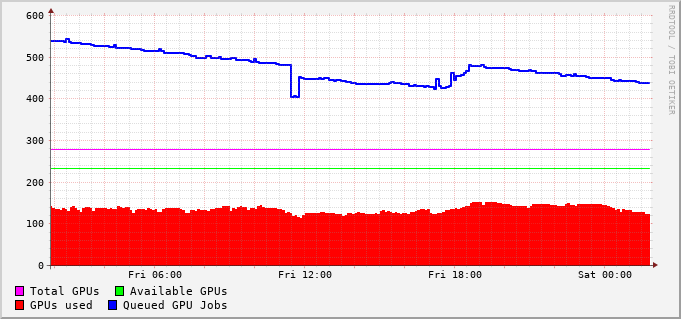 600
500
400
300
200
100
0
Fri 06:00 Fri 12:00 Fri 18:00 Sat 00:00
Total GPUs Available GPUs
GPUs used Queued GPU Jobs
RRDTOOL / TOBI OETIKER